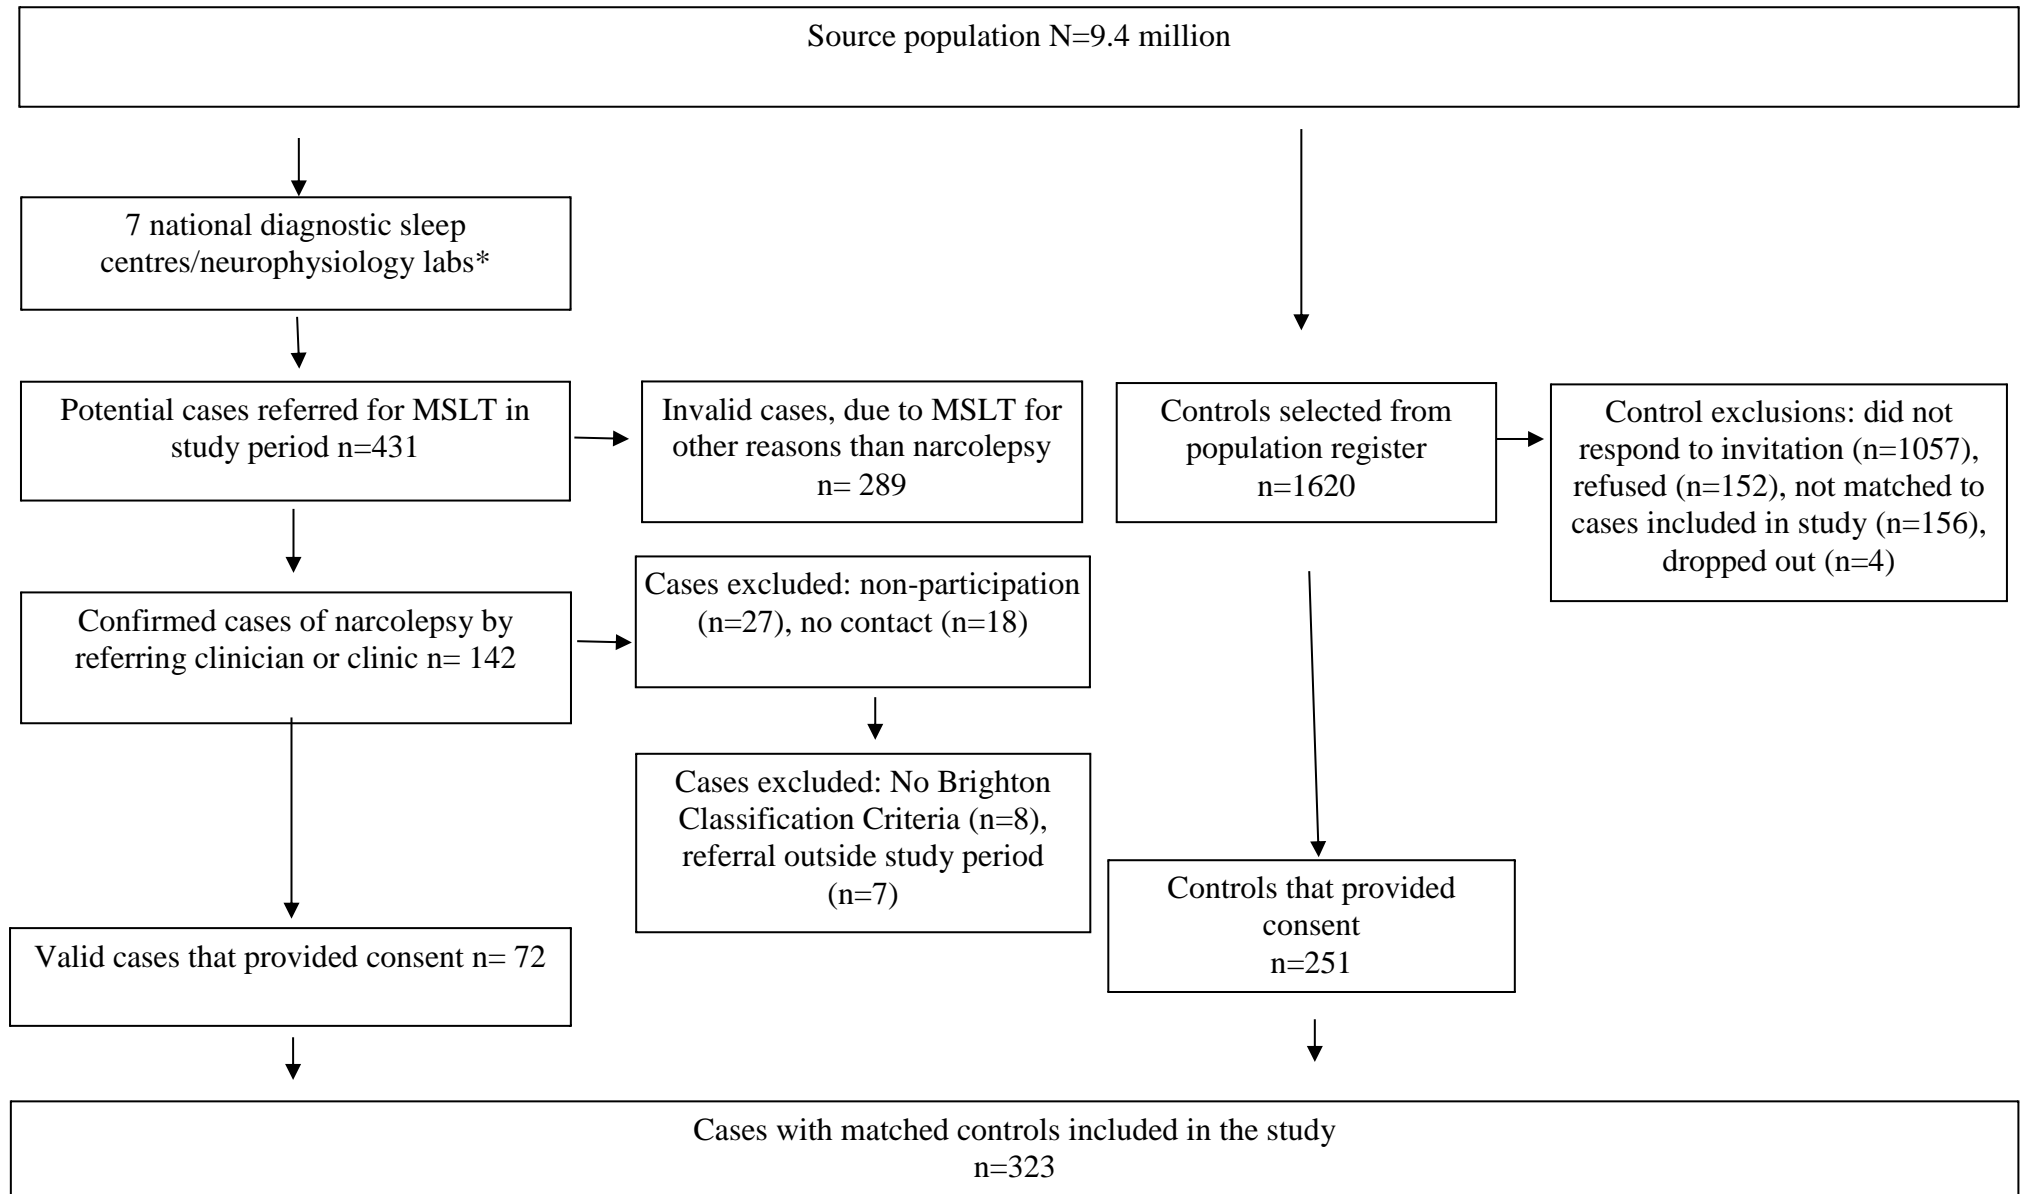 Source population N=9.4 million
7 national diagnostic sleep
centres/neurophysiology labs*
Potential cases referred for MSLT in
study period n=431
Invalid cases, due to MSLT for
other reasons than narcolepsy
n= 289
Controls selected from
population register
n=1620
Control exclusions: did not
respond to invitation (n=1057),
refused (n=152), not matched to
cases included in study (n=156),
dropped out (n=4)
Confirmed cases of narcolepsy by
referring clinician or clinic n= 142
Cases excluded: non-participation
(n=27), no contact (n=18)
Cases excluded: No Brighton
Classification Criteria (n=8),
referral outside study period
(n=7)
Valid cases that provided consent n= 72
Controls that provided
consent
n=251
Cases with matched controls included in the study
n=323